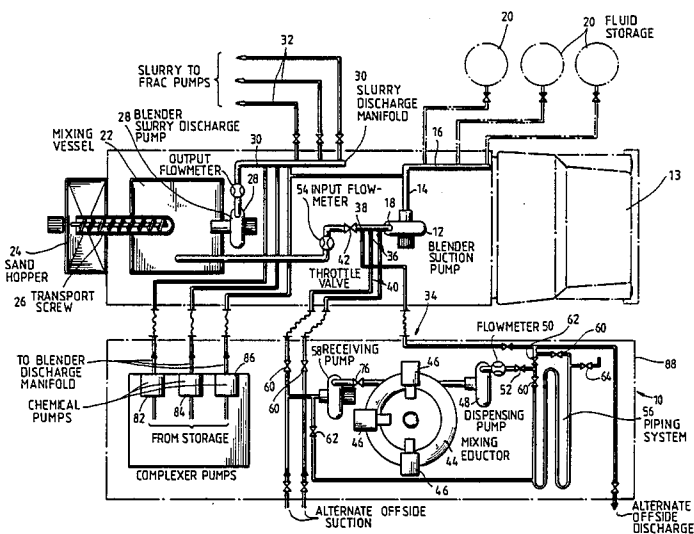 20
20
FLUID
STORAGE
32
SLURRY TO
FRAC PUMPS
30
SLURRY
DISCHARGE
MANIFOLD
28 BLENDER
SLURRY DISCHARGE
PUMP
MIXING
VESSEL
22
OUTPUT
FLOWMETER
30
28
16
14
13
54 INPUT FLOW-
METER
38
18
12
BLENDER
SUCTION
PUMP
24
SAND
HOPPER
26
TRANSPORT
SCREW
42
36
THROTTLE
VALVE
40
34
FLOWMETER 50
62
60
TO BLENDER
DISCHARGE
MANIFOLD
86
RECEIVING
58 PUMP
76
46
88
60
60
52
60
64
10
CHEMICAL
PUMPS
82
84
FROM STORAGE
COMPLEXER PUMPS
62
46
48
DISPENSING
PUMP
MIXING
EDUCTOR
44
46
56
PIPING
SYSTEM
ALTERNATE OFFSIDE
SUCTION
ALTERNATE
OFFSIDE
DISCHARGE